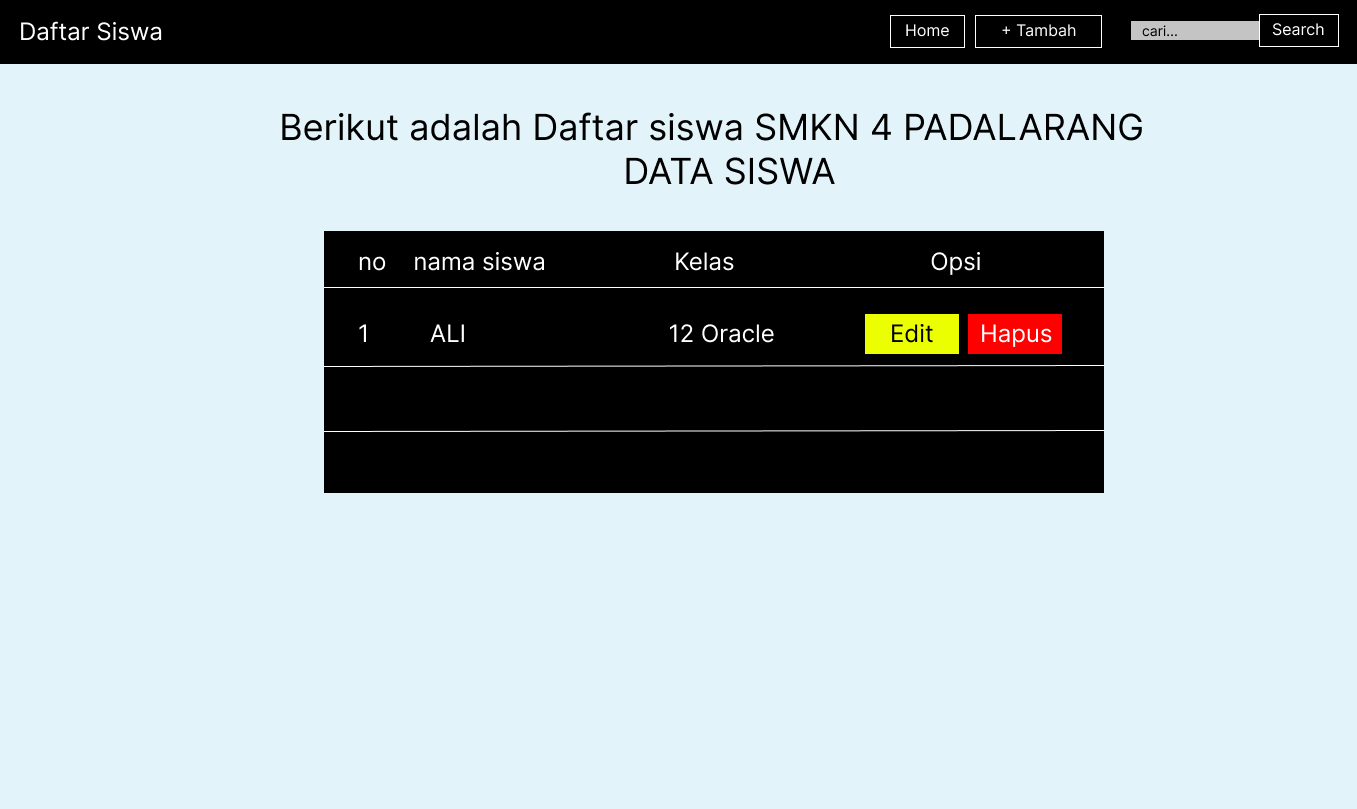 Daftar Siswa Home + Tambah cari... Search
Berikut adalah Daftar siswa SMKN 4 PADALARANG
DATA SISWA
no nama siswa Kelas Opsi
1 ALI 12 Oracle Edit Hapus